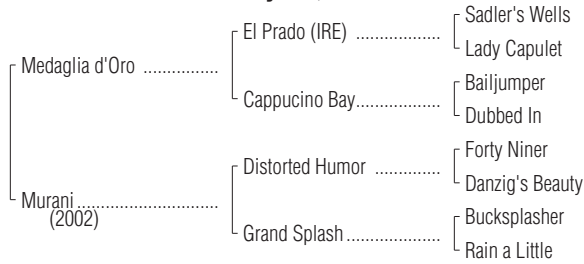 Sadler's Wells
El Prado (IRE) ..................
Lady Capulet
Medaglia d'Oro ................
Bailjumper
Cappucino Bay..................
Dubbed In
Forty Niner
Distorted Humor ..............
Danzig's Beauty
Murani..............................
(2002)
Bucksplasher
Grand Splash....................
Rain a Little